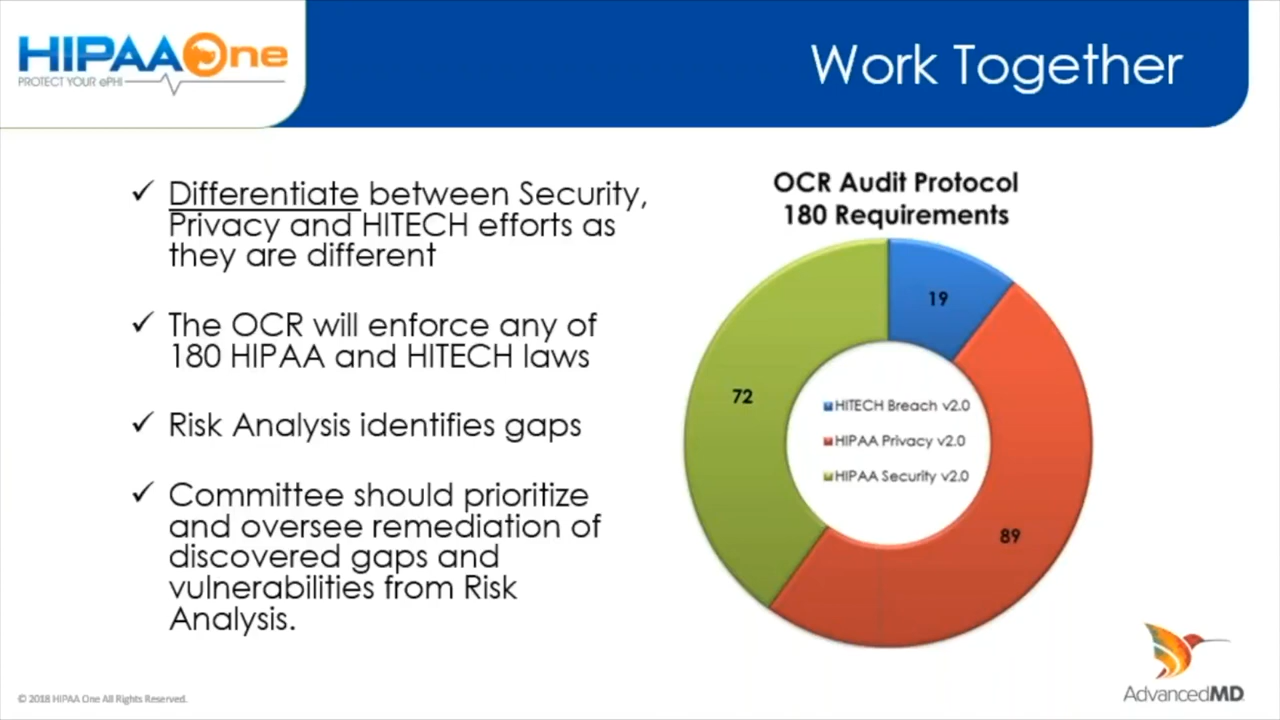 HIPAA One
PROTECT YOUR ePHI
Work Together
✓ Differentiate between Security,
Privacy and HITECH efforts as
they are different
✓ The OCR will enforce any of
180 HIPAA and HITECH laws
✓ Risk Analysis identifies gaps
✓ Committee should prioritize
and oversee remediation of
discovered gaps and
vulnerabilities from Risk
Analysis.
OCR Audit Protocol
180 Requirements
19
72
89
HITECH Breach v2.0
HIPAA Privacy v2.0
HIPAA Security v2.0
© 2018 HIPAA One All Rights Reserved.
AdvancedMD